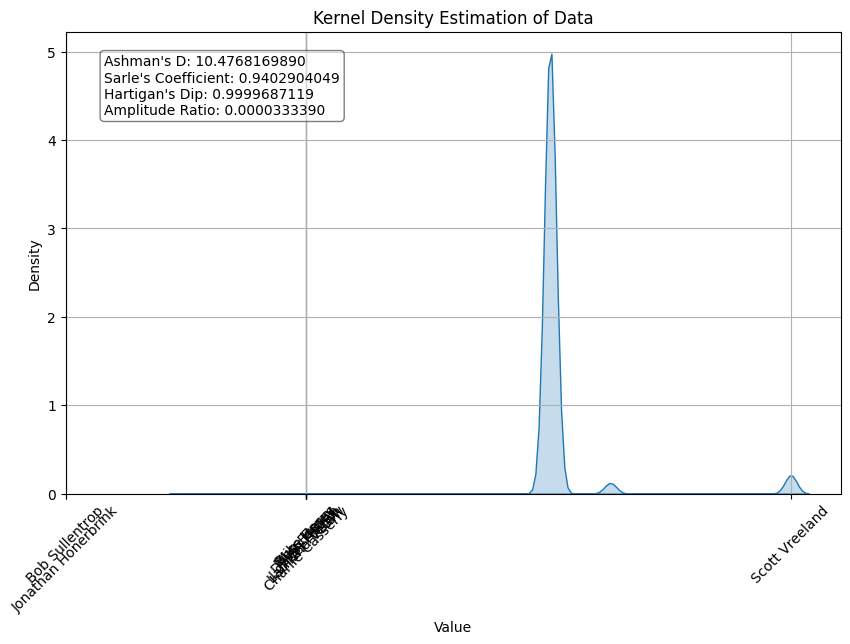 Kernel Density Estimation of Data
Ashman's D: 10.4768169890
Sarle's Coefficient: 0.9402904049
Hartigan's Dip: 0.9999687119
Amplitude Ratio: 0.0000333390
Density
5
4
3
2
1
0
Bob Sullentrop
Jonathan Honerbrink
Charlie Casserly
Scott Vreeland
Value